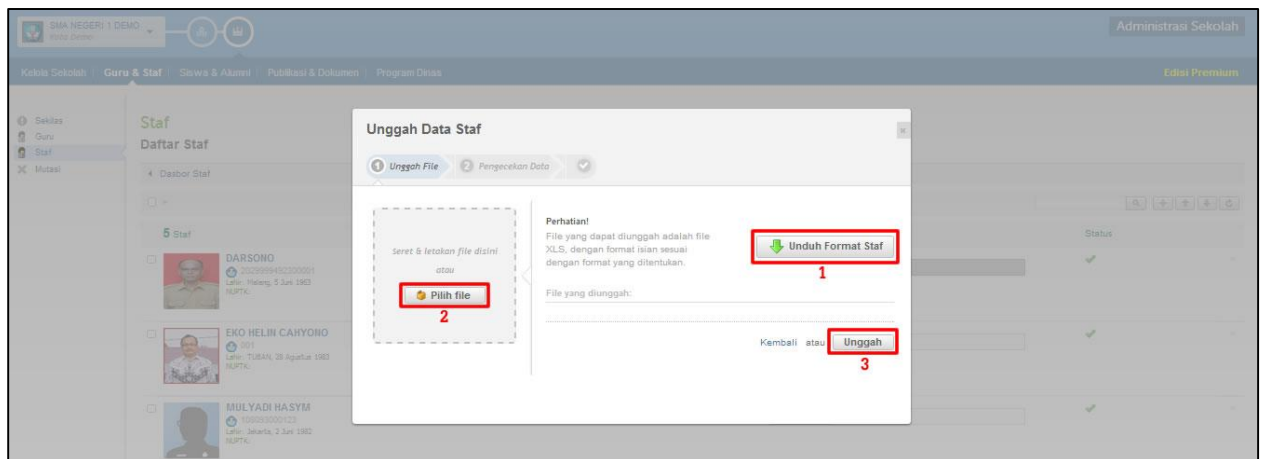 SMA NEGERI 1 DEMO
Administrasi Sekolah
Kelola Sekolah Guru & Staf Siswa & Alumni Publikasi & Dokumen Program Dinas Edisi Premium
Sekilas
Guru
Staf
Mutasi
Staf
Daftar Staf
Dasbor Staf
5 Staf
Status
DARSONO
Lahir: Malang, 5 Juni 1983
NUPTK:
EKO HELIN CAHYONO
001
Lahir: TUBAN, 28 Agustus 1983
NUPTK:
MULYADI HASYM
Lahir: Jakarta, 2 Juni 1982
NUPTK:
Unggah Data Staf
1 Unggah File 2 Pengecekan Data
Seret & letakan file disini
atau
Pilih file
2
Perhatian!
File yang dapat diunggah adalah file
XLS, dengan format isian sesuai
dengan format yang ditentukan.
Unduh Format Staf
1
File yang diunggah:
Kembali atau Unggah
3